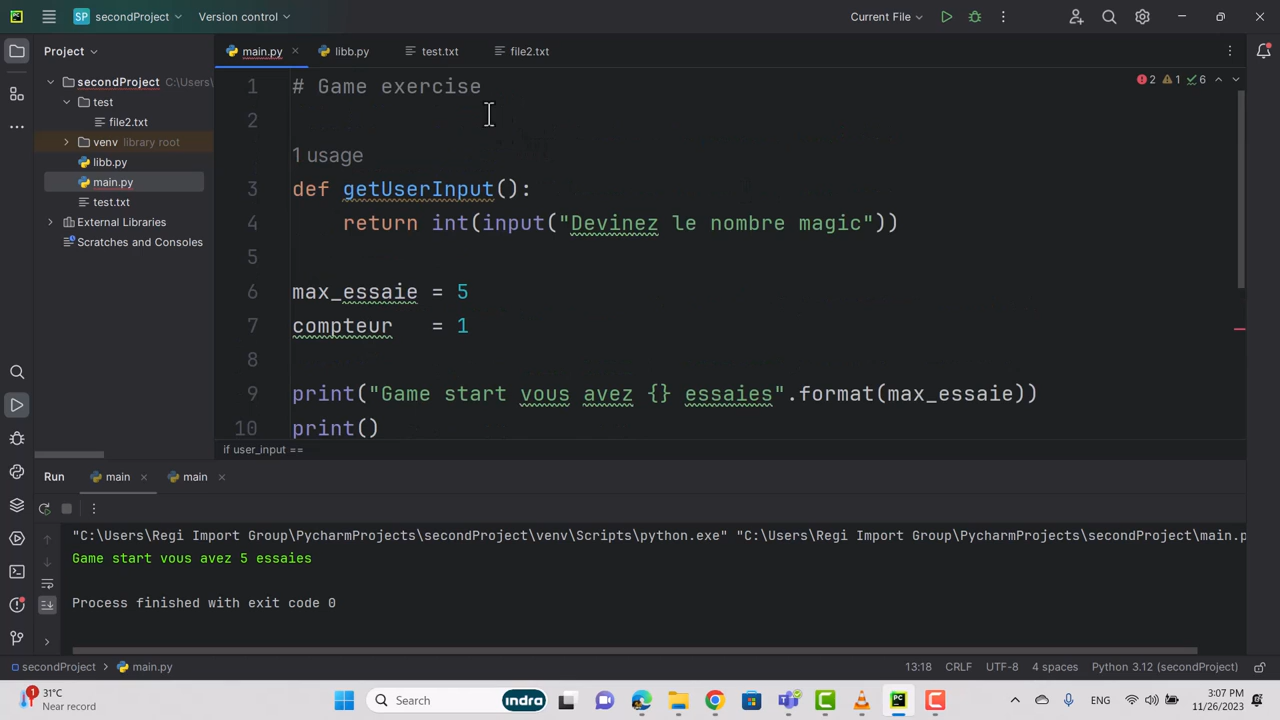 SP secondProject Version control Current File
Project main.py libb.py test.txt file2.txt
secondProject C:\Users\
test
file2.txt
venv library root
libb.py
main.py
test.txt
External Libraries
Scratches and Consoles
2 1 6
1 # Game exercise
2
1 usage
3 def getUserInput():
4 return int(input("Devinez le nombre magic"))
5
6 max_essaie = 5
7 compteur = 1
8
9 print("Game start vous avez {} essaies".format(max_essaie))
10 print()
if user_input ==
Run main main
"C:\Users\Regi Import Group\PycharmProjects\secondProject\venv\Scripts\python.exe" "C:\Users\Regi Import Group\PycharmProjects\secondProject\main.p
Game start vous avez 5 essaies
Process finished with exit code 0
secondProject main.py 13:18 CRLF UTF-8 4 spaces Python 3.12 (secondProject)
1 31°C
Near record
Search
indra
ENG
3:07 PM
11/26/2023